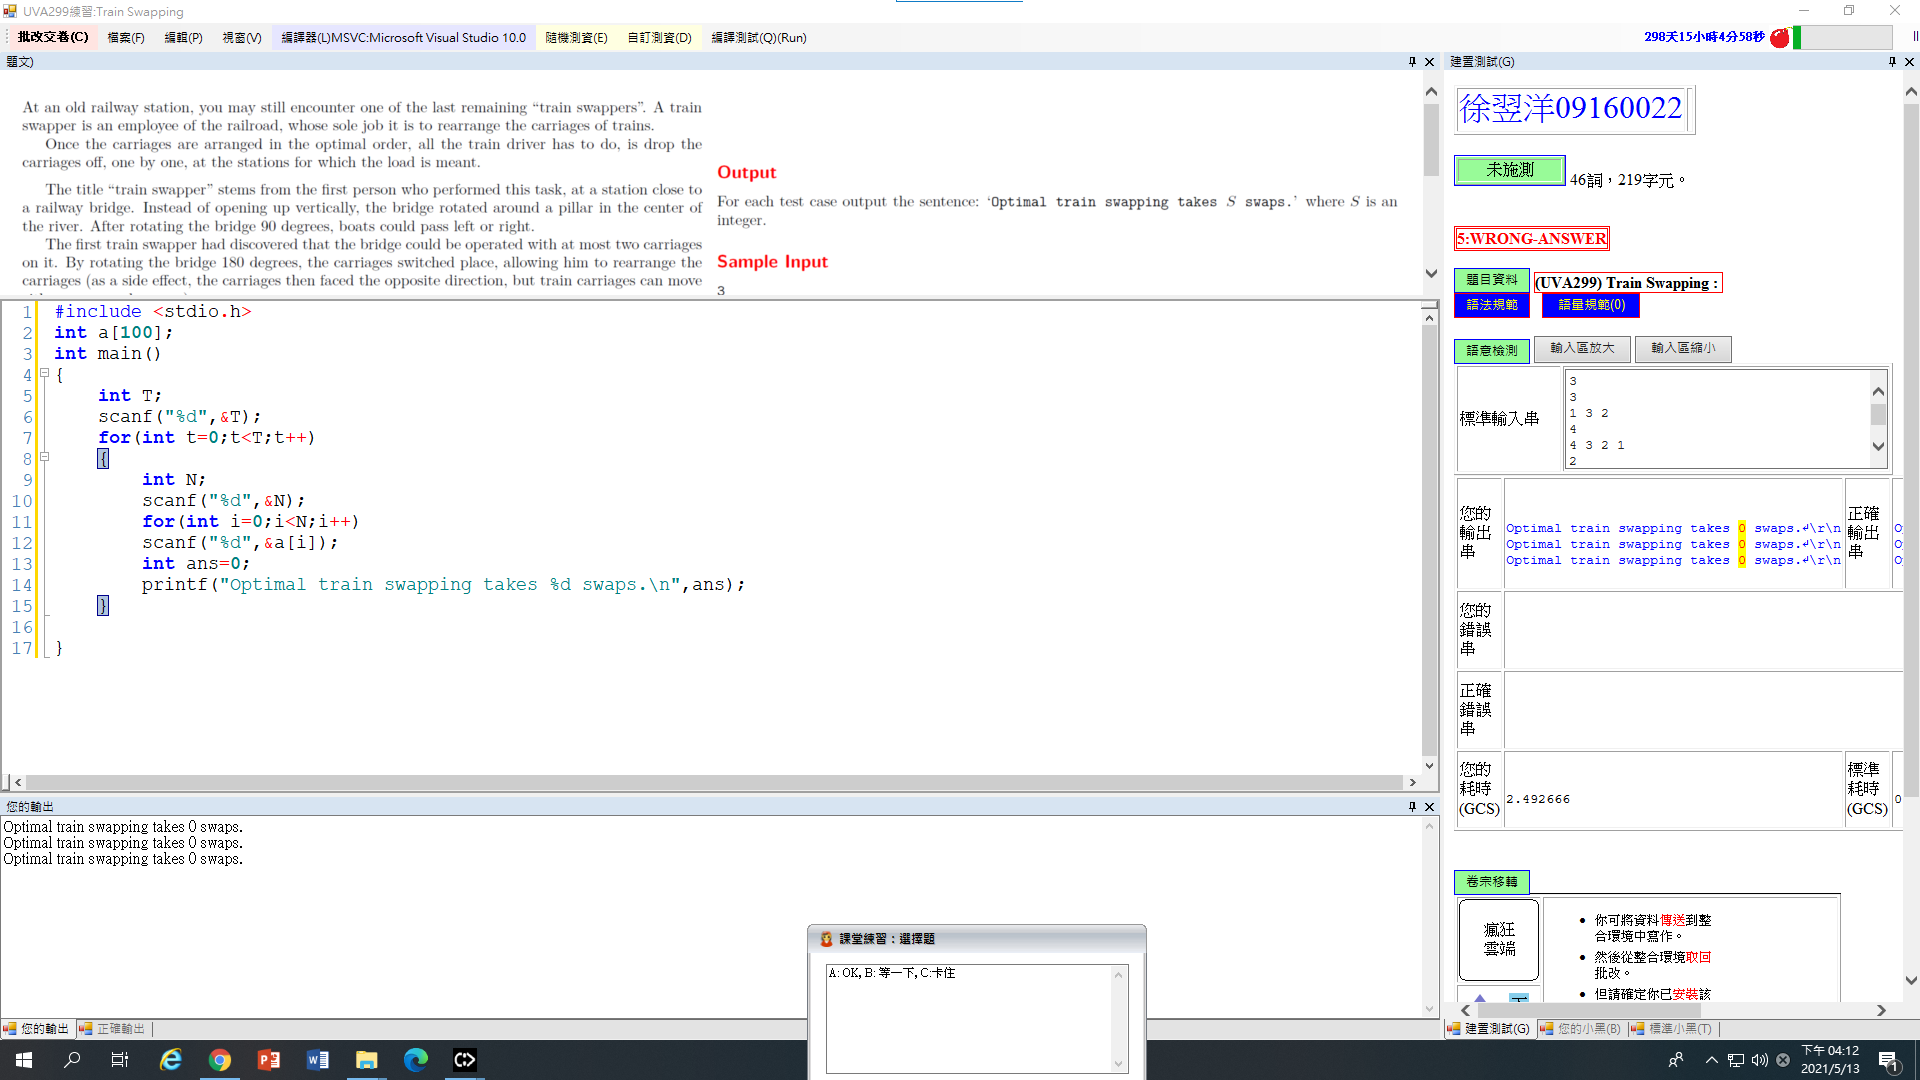 UVA299練習:Train Swapping
批改交卷(C) 檔案(F) 編輯(P) 視窗(V) 編譯器(L)MSVC:Microsoft Visual Studio 10.0 隨機測資(E) 自訂測資(D) 編譯測試(Q)(Run)
298天15小時4分58秒
題文)
At an old railway station, you may still encounter one of the last remaining “train swappers”. A train
swapper is an employee of the railroad, whose sole job it is to rearrange the carriages of trains.
Once the carriages are arranged in the optimal order, all the train driver has to do, is drop the
carriages off, one by one, at the stations for which the load is meant.
The title “train swapper” stems from the first person who performed this task, at a station close to
a railway bridge. Instead of opening up vertically, the bridge rotated around a pillar in the center of
the river. After rotating the bridge 90 degrees, boats could pass left or right.
The first train swapper had discovered that the bridge could be operated with at most two carriages
on it. By rotating the bridge 180 degrees, the carriages switched place, allowing him to rearrange the
carriages (as a side effect, the carriages then faced the opposite direction, but train carriages can move
Output
For each test case output the sentence: ‘Optimal train swapping takes S swaps.’ where S is an
integer.
Sample Input
3
1 #include <stdio.h>
2 int a[100];
3 int main()
4 {
5 int T;
6 scanf("%d",&T);
7 for(int t=0;t<T;t++)
8 {
9 int N;
10 scanf("%d",&N);
11 for(int i=0;i<N;i++)
12 scanf("%d",&a[i]);
13 int ans=0;
14 printf("Optimal train swapping takes %d swaps.\n",ans);
15 }
16
17 }
您的輸出
Optimal train swapping takes 0 swaps.
Optimal train swapping takes 0 swaps.
Optimal train swapping takes 0 swaps.
您的輸出 正確輸出
課堂練習：選擇題
A: OK, B: 等一下, C:卡住
建置測試(G)
徐翌洋09160022
未施測 46詞，219字元。
5:WRONG-ANSWER
題目資料 (UVA299) Train Swapping :
語法規範 語量規範(0)
語意檢測 輸入區放大 輸入區縮小
標準輸入串
3
3
1 3 2
4
4 3 2 1
2
您的輸出串
Optimal train swapping takes 0 swaps.↲\r\n
Optimal train swapping takes 0 swaps.↲\r\n
Optimal train swapping takes 0 swaps.↲\r\n
正確輸出串
您的錯誤串
正確錯誤串
您的耗時(GCS) 2.492666 標準耗時(GCS) 0
卷宗移轉
瘋狂雲端
• 你可將資料傳送到整
合環境中寫作。
• 然後從整合環境取回
批改。
• 但請確定你已安裝該
建置測試(G) 您的小黑(B) 標準小黑(T)
下午 04:12
2021/5/13
1